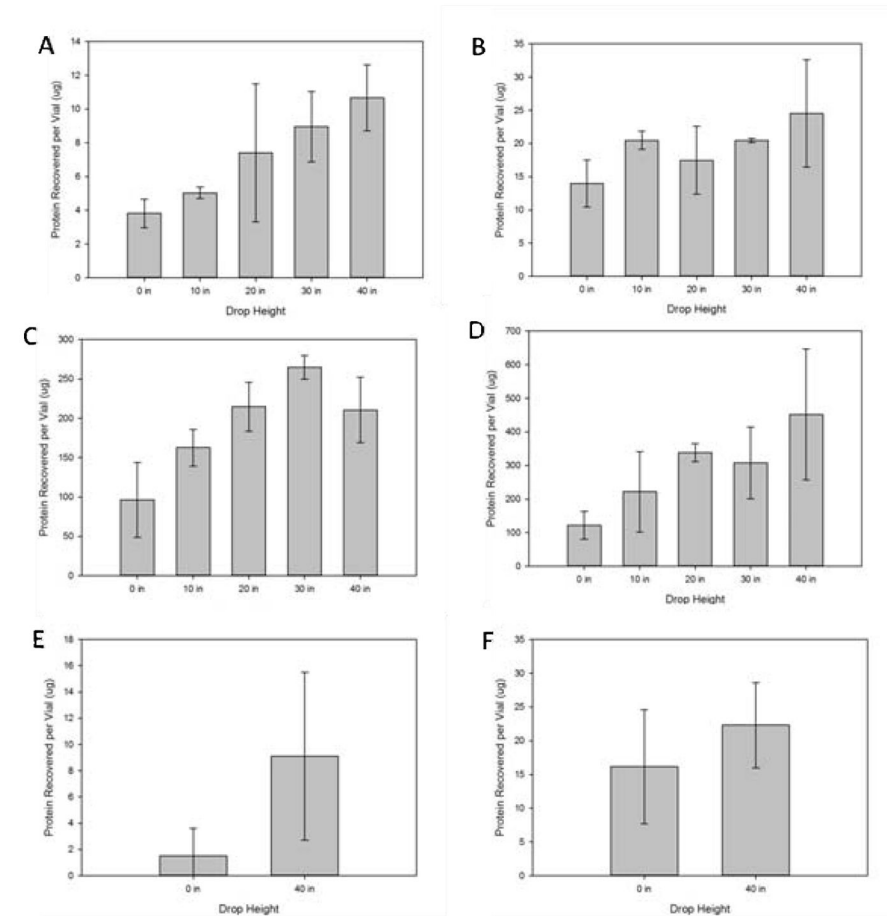 A
Protein Recovered per Vial (ug)
14
12
10
8
6
4
2
0
0 in 10 in 20 in 30 in 40 in
Drop Height
B
Protein Recovered per Vial (ug)
35
30
25
20
15
10
5
0
0 in 10 in 20 in 30 in 40 in
Drop Height
C
Protein Recovered per Vial (ug)
300
250
200
150
100
50
0
0 in 10 in 20 in 30 in 40 in
Drop Height
D
Protein Recovered per Vial (ug)
700
600
500
400
300
200
100
0
0 in 10 in 20 in 30 in 40 in
Drop Height
E
Protein Recovered per Vial (ug)
18
16
14
12
10
8
6
4
2
0
0 in 40 in
Drop Height
F
Protein Recovered per Vial (ug)
35
30
25
20
15
10
5
0
0 in 40 in
Drop Height